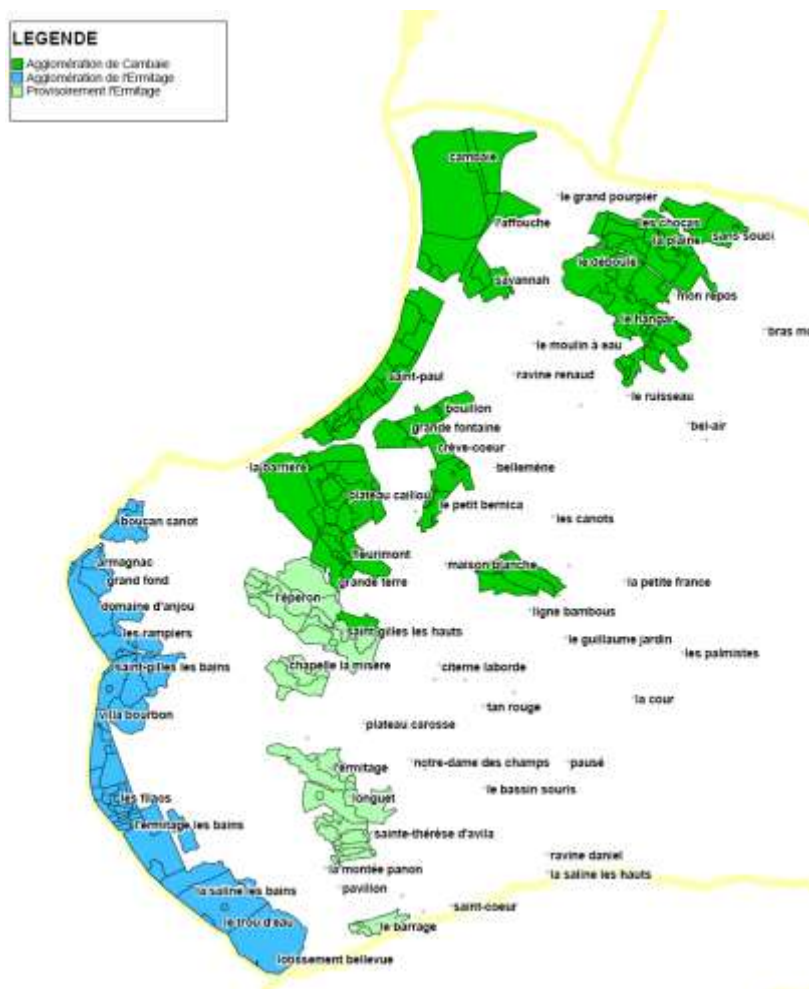 LEGENDE
Agglomération de Cambaie
Agglomération de l'Ermitage
Provisoirement l'Ermitage
cambaie
le grand pourpier
l'affouche
les chocas
sans souci
la plaine
le déboulé
savannah
mon repos
le hangar
bras mo
le moulin à eau
saint-paul
ravine renaud
le ruisseau
bouillon
grande fontaine
bel-air
crève-coeur
la barrière
bellemène
plateau caillou
le petit bernica
boucan canot
les canots
fleurimont
armagnac
maison blanche
grand fond
grande terre
la petite france
l'éperon
domaine d'anjou
ligne bambous
les rampiers
saint-gilles les hauts
le guillaume jardin
les palmistes
saint-gilles les bains
chapelle la misère
citerne laborde
la cour
tan rouge
villa bourbon
plateau carosse
l'ermitage
notre-dame des champs
pausé
les filaos
longuet
le bassin souris
l'ermitage les bains
sainte-thérèse d'avila
ravine daniel
la montée panon
la saline les hauts
la saline les bains
pavillon
saint-coeur
le trou d'eau
le barrage
lotissement bellevue